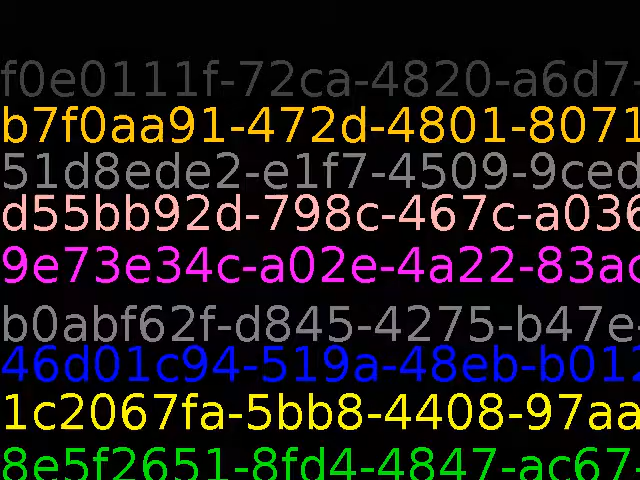 f0e0111f-72ca-4820-a6d7-
b7f0aa91-472d-4801-8071
51d8ede2-e1f7-4509-9ced
d55bb92d-798c-467c-a036
9e73e34c-a02e-4a22-83ac
b0abf62f-d845-4275-b47e-
46d01c94-519a-48eb-b012
1c2067fa-5bb8-4408-97aa
8e5f2651-8fd4-4847-ac67-